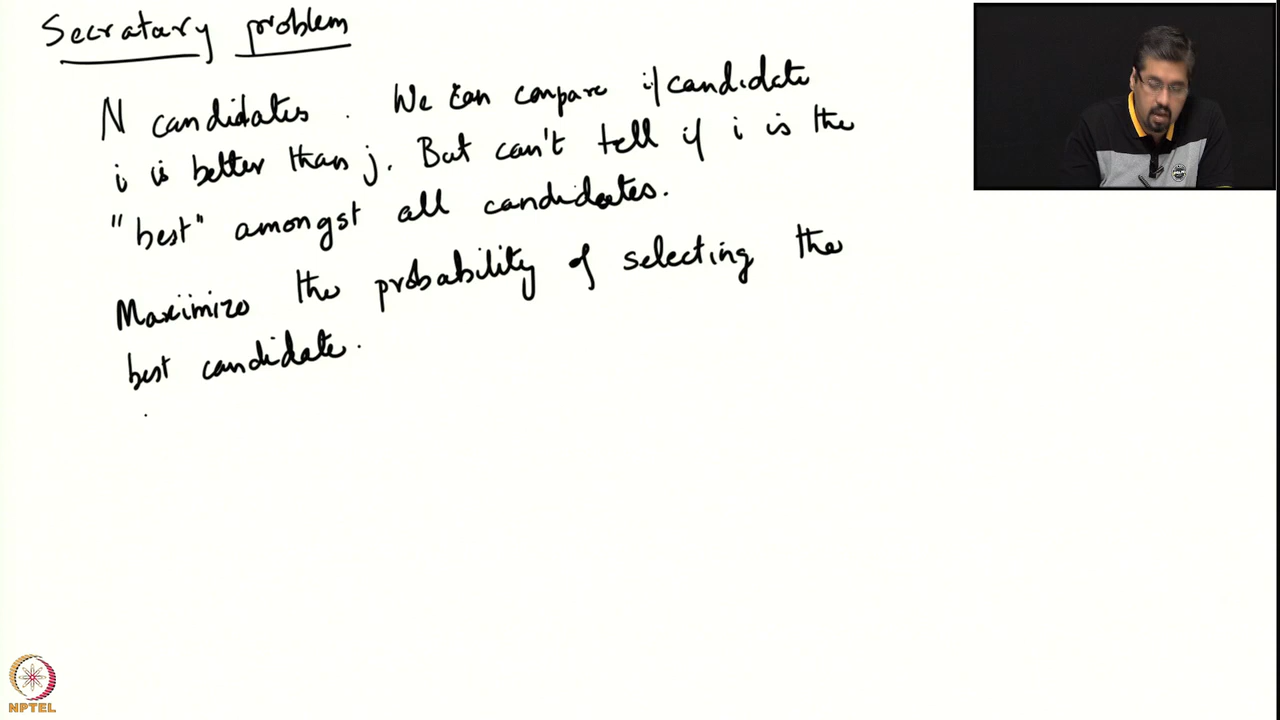 Secratary problem
N candidates. We can compare if candidate
i is better than j. But can't tell if i is the
"best" amongst all candidates.
Maximize the probability of selecting the
best candidate.
NPTEL